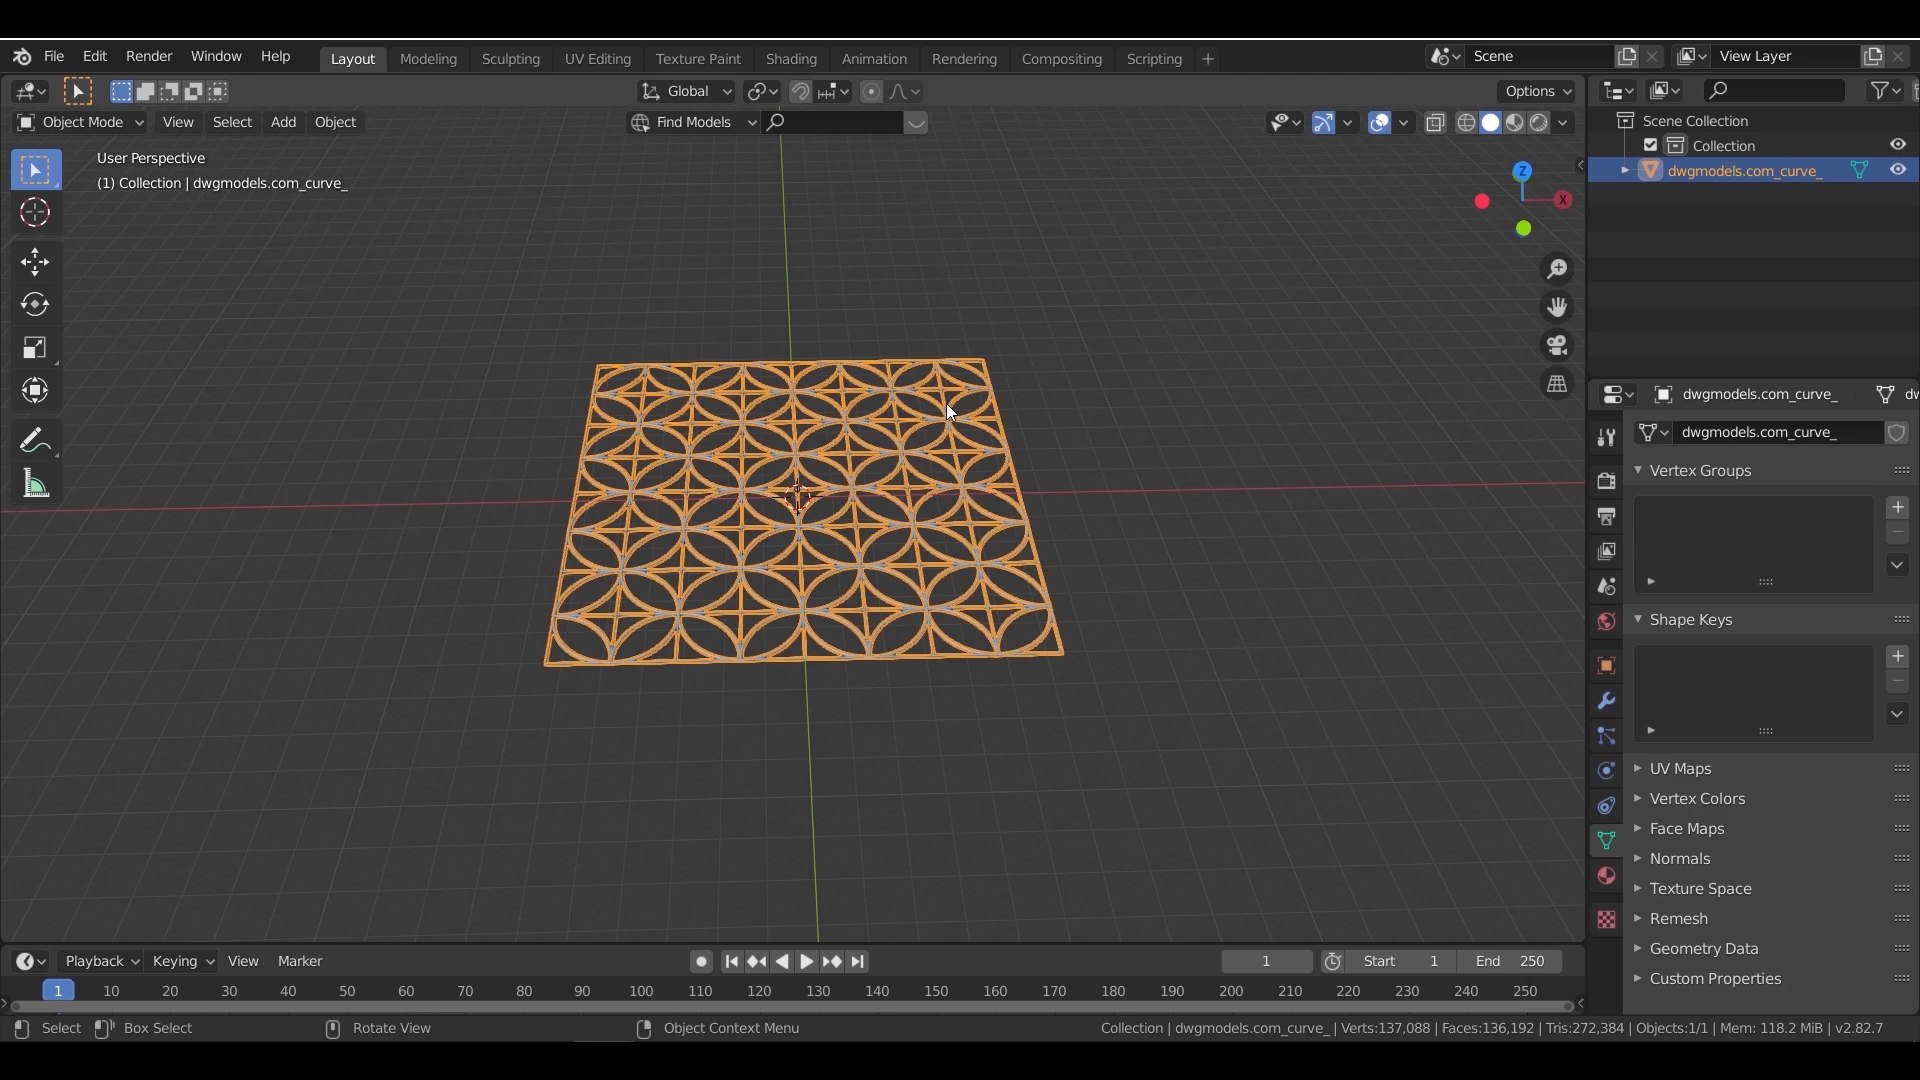 File Edit Render Window Help Layout Modeling Sculpting UV Editing Texture Paint Shading Animation Rendering Compositing Scripting + Scene View Layer
Global Options
Object Mode View Select Add Object Find Models
Scene Collection
Collection
dwgmodels.com_curve_
User Perspective
(1) Collection | dwgmodels.com_curve_
Z
X
dwgmodels.com_curve_
dwgmodels.com_curve_
Vertex Groups
Shape Keys
UV Maps
Vertex Colors
Face Maps
Normals
Texture Space
Remesh
Geometry Data
Custom Properties
Playback Keying View Marker 1 Start 1 End 250
1 10 20 30 40 50 60 70 80 90 100 110 120 130 140 150 160 170 180 190 200 210 220 230 240 250
Select Box Select Rotate View Object Context Menu Collection | dwgmodels.com_curve_ | Verts:137,088 | Faces:136,192 | Tris:272,384 | Objects:1/1 | Mem: 118.2 MiB | v2.82.7